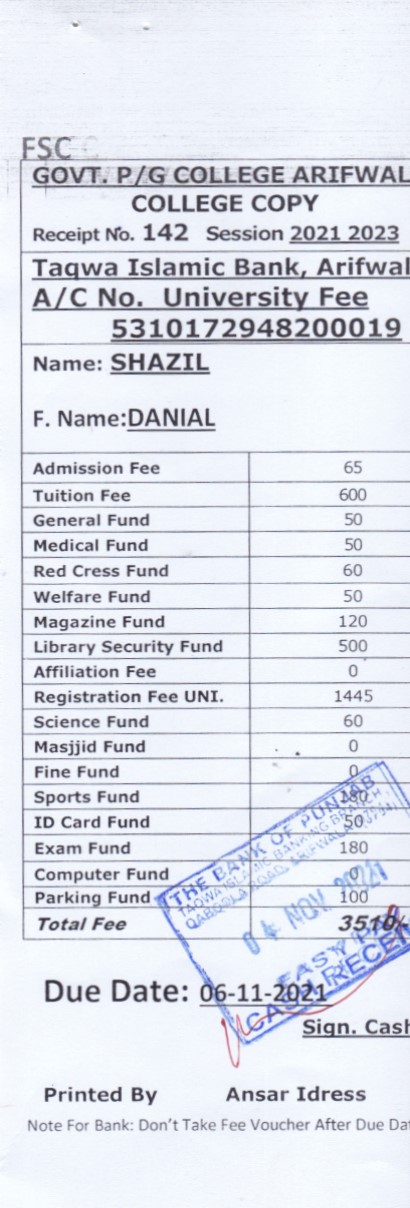 FSC
GOVT. P/G COLLEGE ARIFWAL
COLLEGE COPY
Receipt No. 142 Session 2021 2023
Taqwa Islamic Bank, Arifwal
A/C No. University Fee
5310172948200019
Name: SHAZIL
F. Name:DANIAL
Admission Fee 65
Tuition Fee 600
General Fund 50
Medical Fund 50
Red Cress Fund 60
Welfare Fund 50
Magazine Fund 120
Library Security Fund 500
Affiliation Fee 0
Registration Fee UNI. 1445
Science Fund 60
Masjjid Fund 0
Fine Fund 0
Sports Fund 180
ID Card Fund 50
Exam Fund 180
Computer Fund 0
Parking Fund 100
Total Fee 3510/-
THE BANK OF PUNJAB
TAQWA ISLAMIC BANKING BRANCH
QABOOLA ROAD, ARIFWALA
04 NOV 2021
CASH RECEI
Due Date: 06-11-2021
Sign. Cash
Printed By Ansar Idress
Note For Bank: Don't Take Fee Voucher After Due Dat